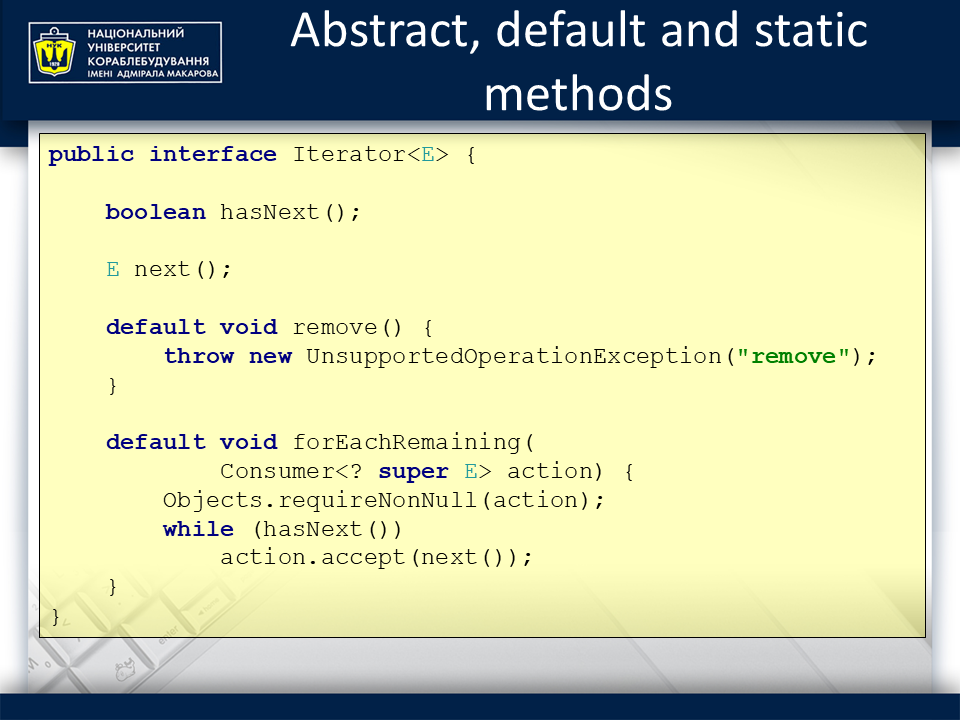 НАЦІОНАЛЬНИЙ
УНІВЕРСИТЕТ
КОРАБЛЕБУДУВАННЯ
ІМЕНІ АДМІРАЛА МАКАРОВА
НУК
1920
Abstract, default and static
methods
public interface Iterator<E> {
    boolean hasNext();
    E next();
    default void remove() {
        throw new UnsupportedOperationException("remove");
    }
    default void forEachRemaining(
            Consumer<? super E> action) {
        Objects.requireNonNull(action);
        while (hasNext())
            action.accept(next());
    }
}
enter